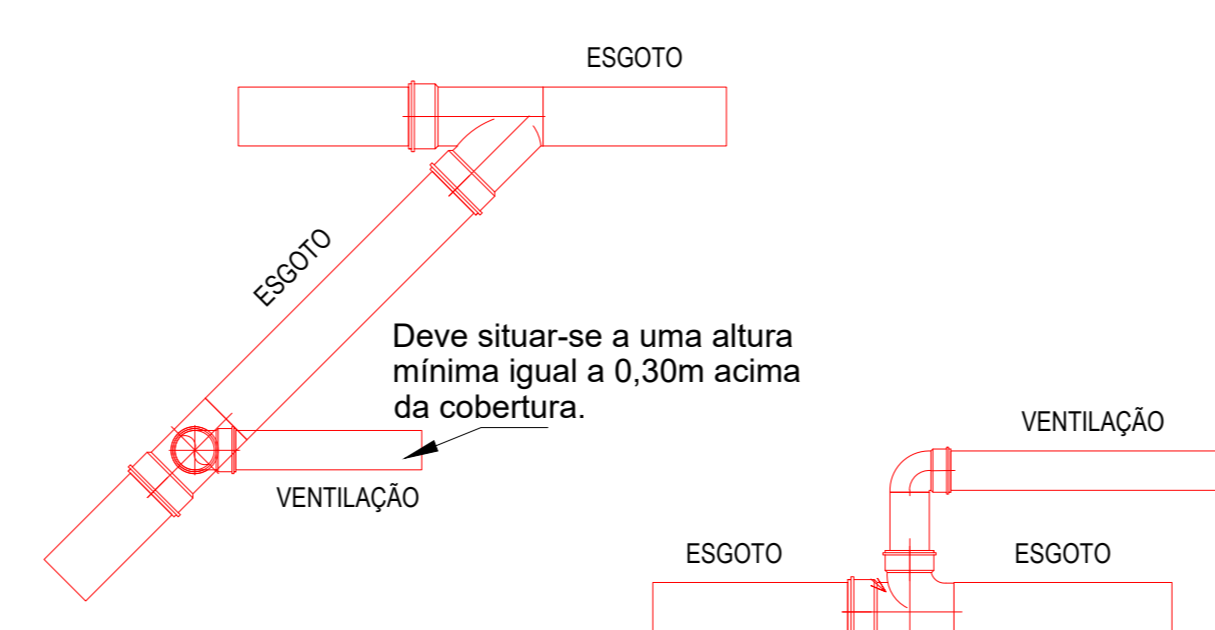 ESGOTO
ESGOTO
Deve situar-se a uma altura
mínima igual a 0,30m acima
da cobertura.
VENTILAÇÃO
VENTILAÇÃO
ESGOTO
ESGOTO